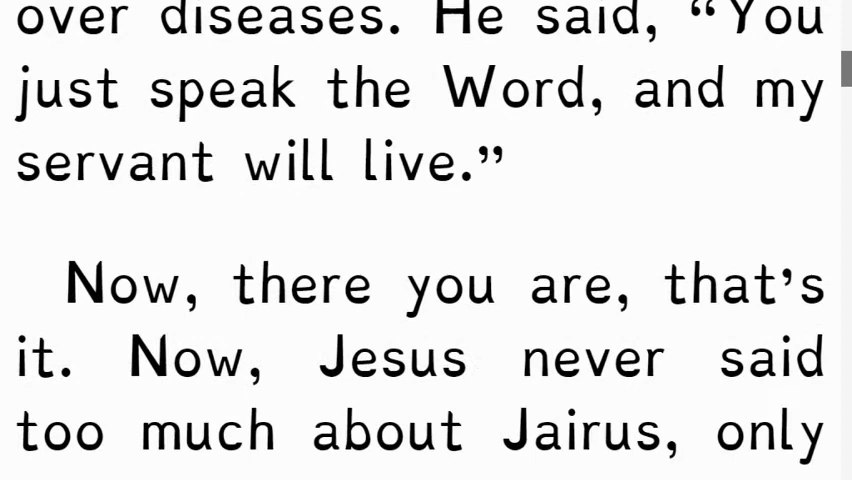 over diseases. He said, “You
just speak the Word, and my
servant will live.”
Now, there you are, that’s
it. Now, Jesus never said
too much about Jairus, only